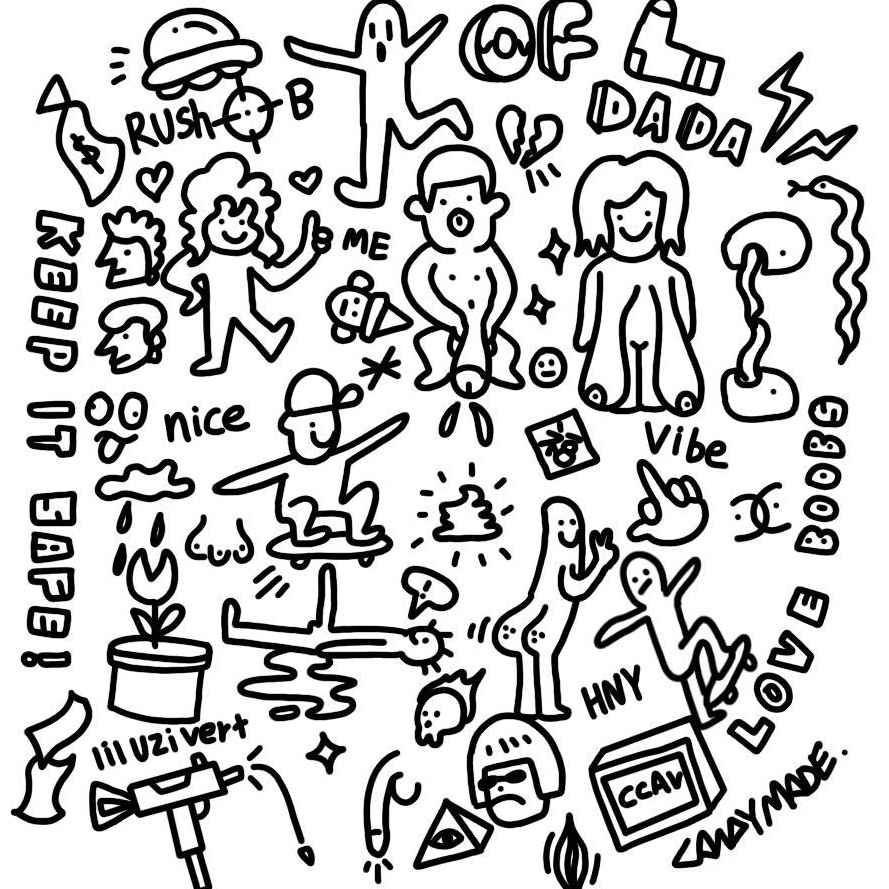 OF
DADA
RUSH B
$
ME
KEEP IT SAFE!
nice
Vibe
LOVE BOOBS
HNY
lil uzi vert
CCAV
CANDYMADE.